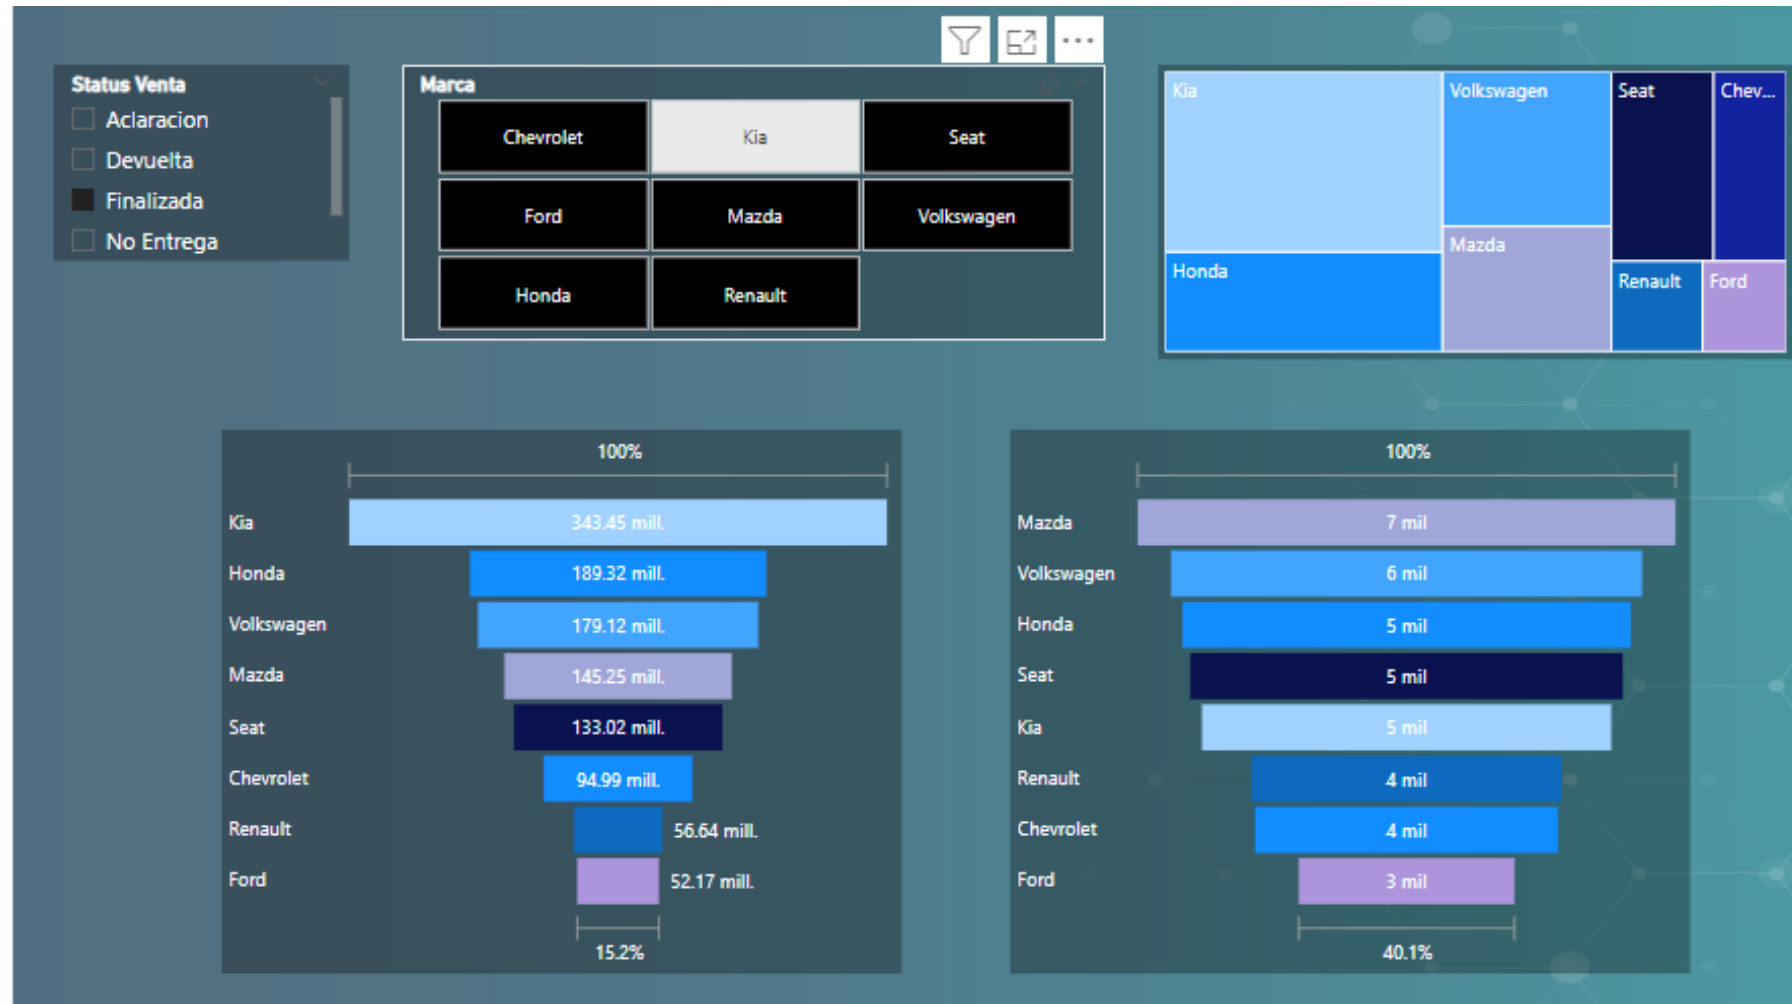 Status Venta
Aclaracion
Devuelta
Finalizada
No Entrega
Marca
Chevrolet
Kia
Seat
Ford
Mazda
Volkswagen
Honda
Renault
Kia
Volkswagen
Seat
Chev...
Honda
Mazda
Renault
Ford
100%
Kia 343.45 mill.
Honda 189.32 mill.
Volkswagen 179.12 mill.
Mazda 145.25 mill.
Seat 133.02 mill.
Chevrolet 94.99 mill.
Renault 56.64 mill.
Ford 52.17 mill.
15.2%
100%
Mazda 7 mil
Volkswagen 6 mil
Honda 5 mil
Seat 5 mil
Kia 5 mil
Renault 4 mil
Chevrolet 4 mil
Ford 3 mil
40.1%